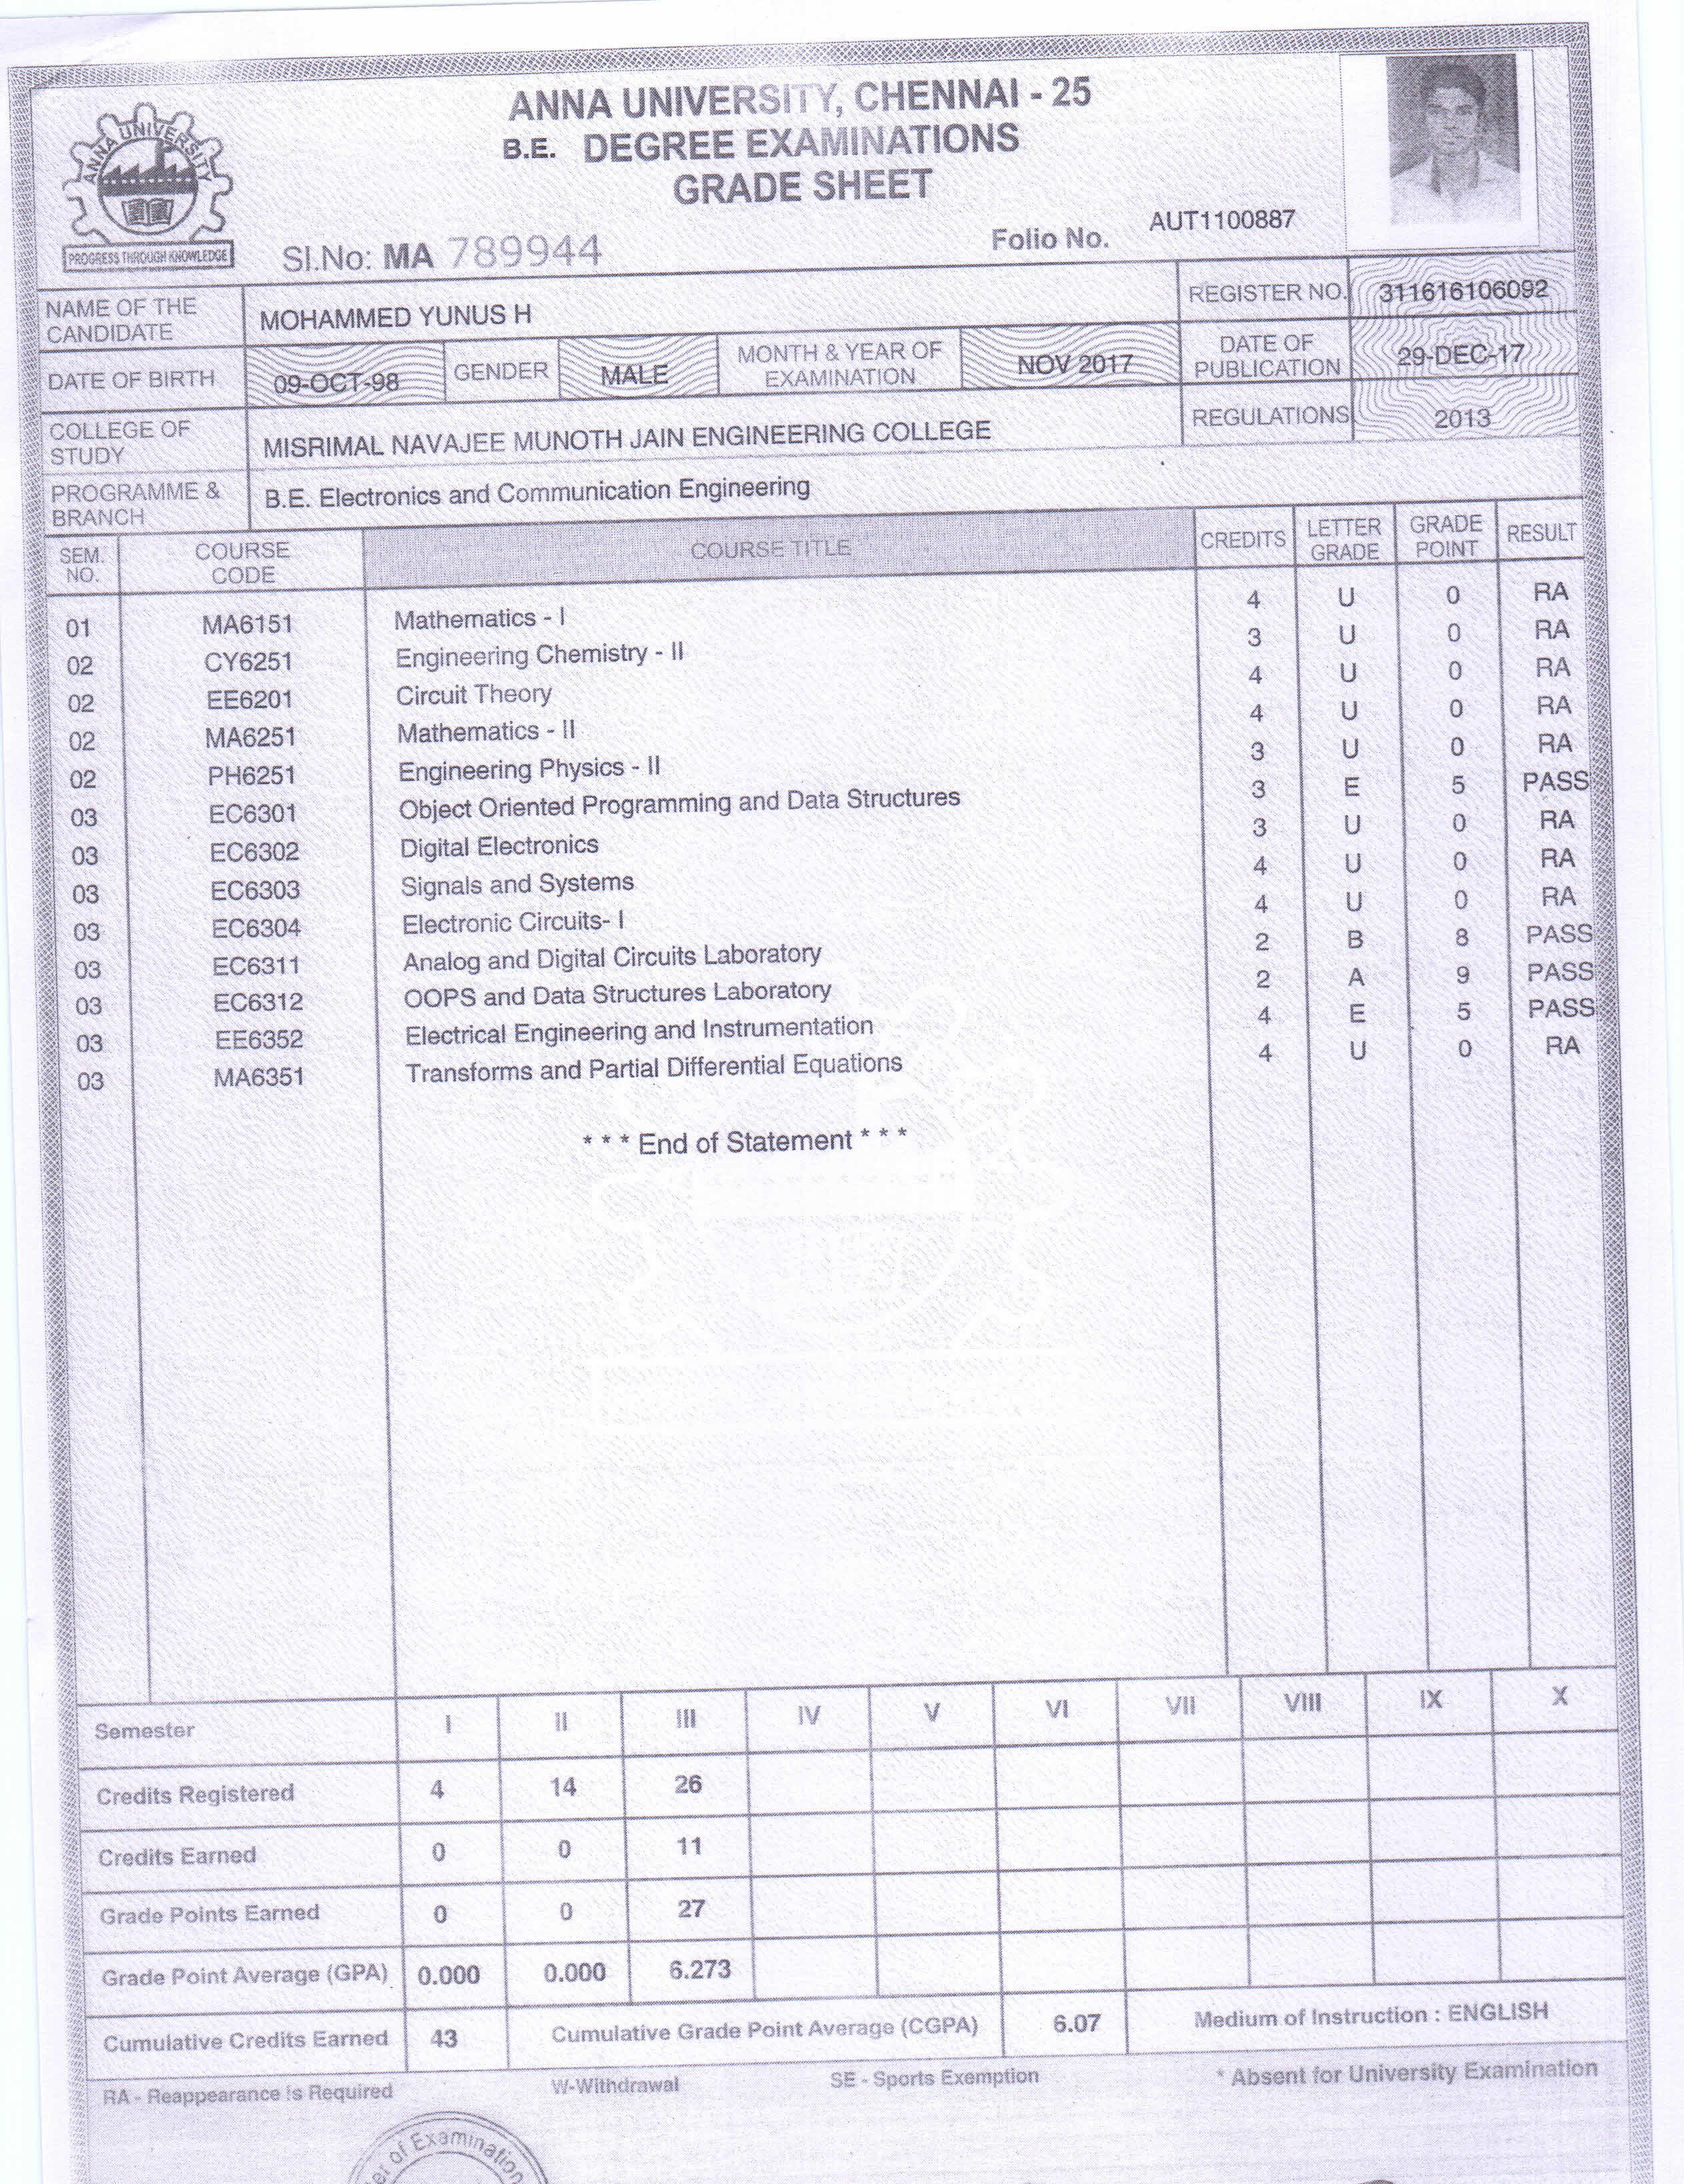 ANNA UNIVERSITY, CHENNAI - 25
B.E. DEGREE EXAMINATIONS
GRADE SHEET
ANNA UNIVERSITY
PROGRESS THROUGH KNOWLEDGE
Sl.No: MA 789944
Folio No. AUT1100887
NAME OF THE CANDIDATE MOHAMMED YUNUS H REGISTER NO. 311616106092
DATE OF BIRTH 09-OCT-98 GENDER MALE MONTH & YEAR OF EXAMINATION NOV 2017 DATE OF PUBLICATION 29-DEC-17
COLLEGE OF STUDY MISRIMAL NAVAJEE MUNOTH JAIN ENGINEERING COLLEGE REGULATIONS 2013
PROGRAMME & BRANCH B.E. Electronics and Communication Engineering
SEM. NO. COURSE CODE COURSE TITLE CREDITS LETTER GRADE GRADE POINT RESULT
01 MA6151 Mathematics - I 4 U 0 RA
02 CY6251 Engineering Chemistry - II 3 U 0 RA
02 EE6201 Circuit Theory 4 U 0 RA
02 MA6251 Mathematics - II 4 U 0 RA
02 PH6251 Engineering Physics - II 3 U 0 RA
03 EC6301 Object Oriented Programming and Data Structures 3 E 5 PASS
03 EC6302 Digital Electronics 3 U 0 RA
03 EC6303 Signals and Systems 4 U 0 RA
03 EC6304 Electronic Circuits- I 4 U 0 RA
03 EC6311 Analog and Digital Circuits Laboratory 2 B 8 PASS
03 EC6312 OOPS and Data Structures Laboratory 2 A 9 PASS
03 EE6352 Electrical Engineering and Instrumentation 4 E 5 PASS
03 MA6351 Transforms and Partial Differential Equations 4 U 0 RA
* * * End of Statement * * *
Semester I II III IV V VI VII VIII IX X
Credits Registered 4 14 26
Credits Earned 0 0 11
Grade Points Earned 0 0 27
Grade Point Average (GPA) 0.000 0.000 6.273
Cumulative Credits Earned 43 Cumulative Grade Point Average (CGPA) 6.07 Medium of Instruction : ENGLISH
RA - Reappearance is Required W-Withdrawal SE - Sports Exemption * Absent for University Examination
of Examination